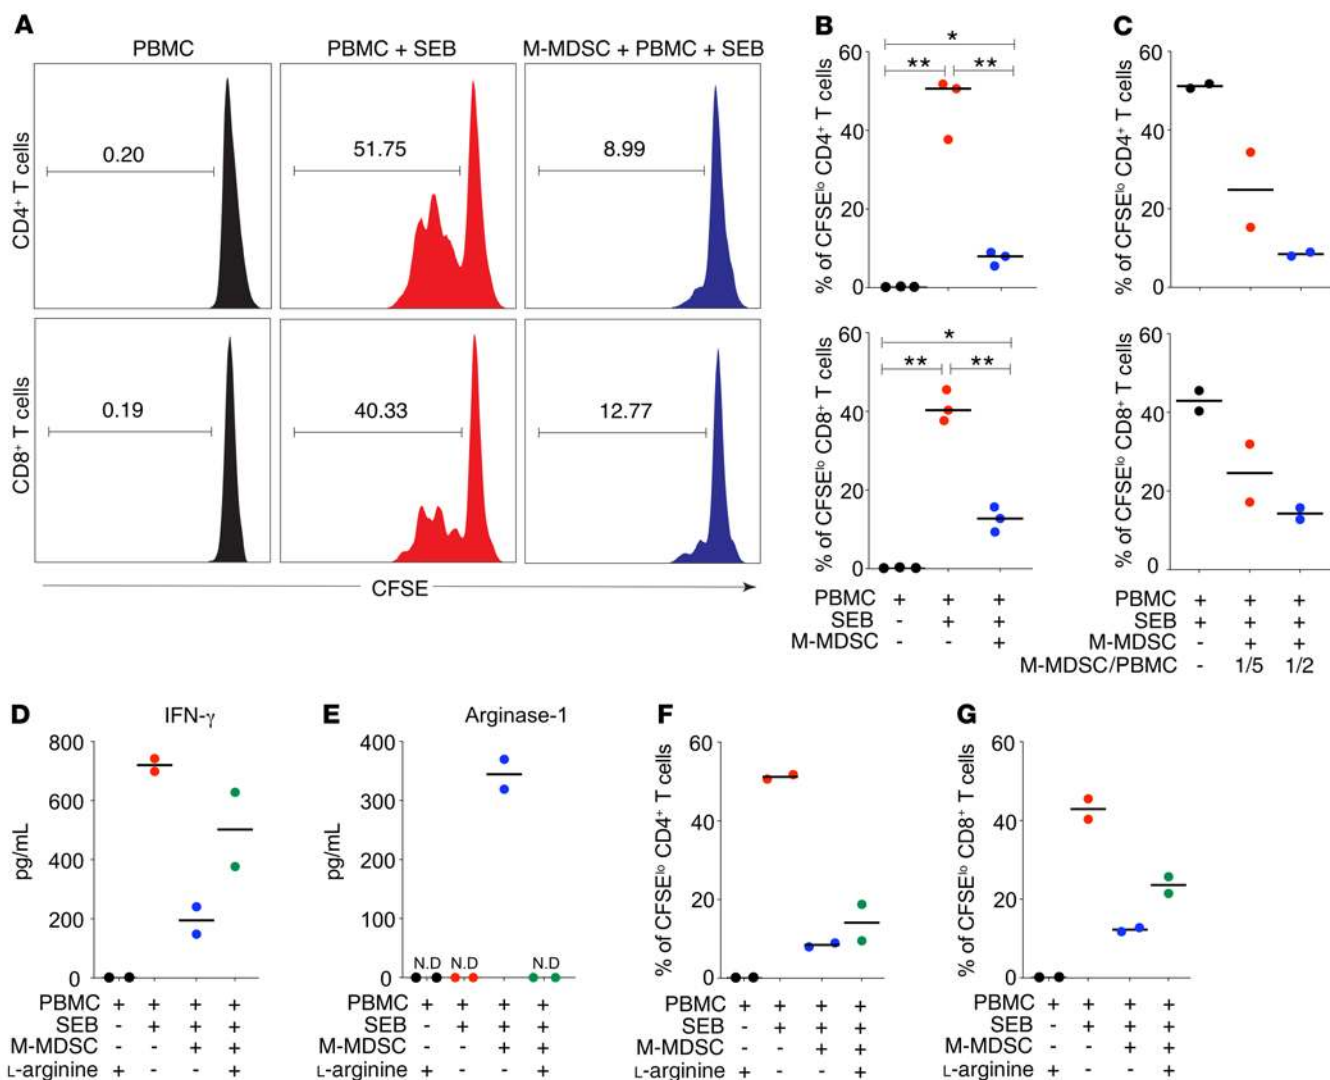 A
PBMC PBMC + SEB M-MDSC + PBMC + SEB
CD4⁺ T cells
0.20 51.75 8.99
CD8⁺ T cells
0.19 40.33 12.77
CFSE
B
% of CFSEˡᵒ CD4⁺ T cells
60
40
20
0
*
** **
% of CFSEˡᵒ CD8⁺ T cells
60
40
20
0
*
** **
PBMC + + +
SEB - + +
M-MDSC - - +
C
% of CFSEˡᵒ CD4⁺ T cells
60
40
20
0
% of CFSEˡᵒ CD8⁺ T cells
60
40
20
0
PBMC + + +
SEB + + +
M-MDSC - + +
M-MDSC/PBMC - 1/5 1/2
D
IFN-γ
pg/mL
800
600
400
200
0
PBMC + + + +
SEB - + + +
M-MDSC - - + +
L-arginine + - - +
E
Arginase-1
pg/mL
400
300
200
100
0
N.D N.D N.D
PBMC + + + +
SEB - + + +
M-MDSC - - + +
L-arginine + - - +
F
% of CFSEˡᵒ CD4⁺ T cells
60
40
20
0
PBMC + + + +
SEB - + + +
M-MDSC - - + +
L-arginine + - - +
G
% of CFSEˡᵒ CD8⁺ T cells
60
40
20
0
PBMC + + + +
SEB - + + +
M-MDSC - - + +
L-arginine + - - +